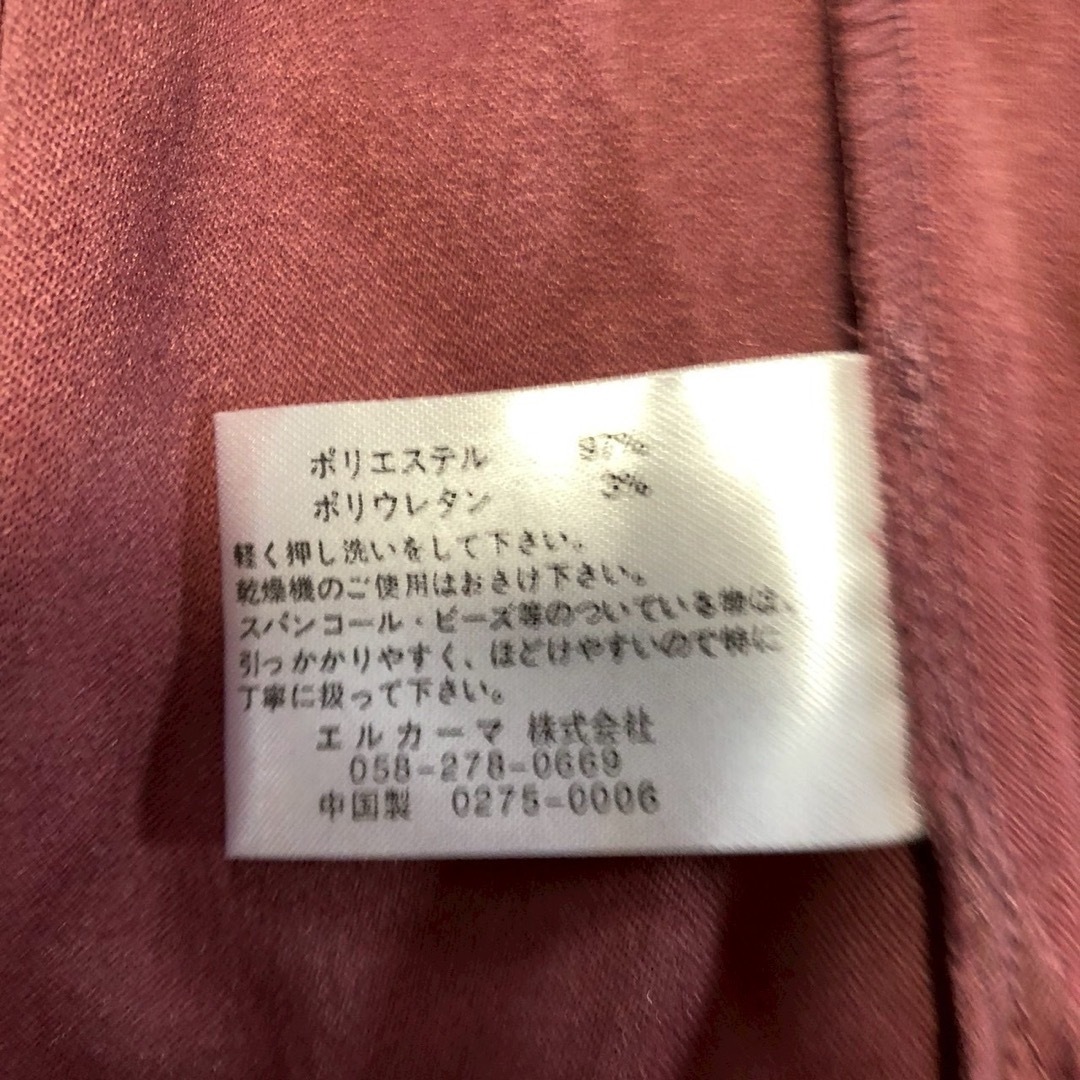 ポリエステル 97%
ポリウレタン 3%
軽く押し洗いをして下さい。
乾燥機のご使用はおさけ下さい。
スパンコール・ビーズ等のついている
引っかかりやすく、ほどけやすいので特に
丁寧に扱って下さい。
エルカーマ 株式会社
058-278-0669
中国製 0275-0006